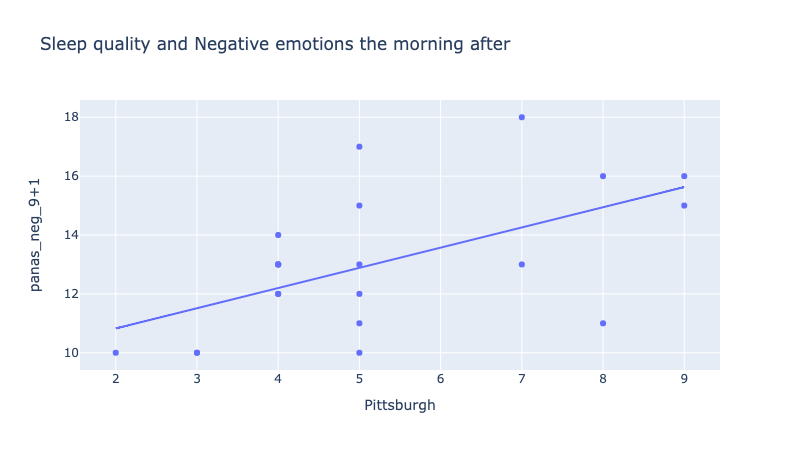 Sleep quality and Negative emotions the morning after
18
16
14
12
10
panas_neg_9+1
2 3 4 5 6 7 8 9
Pittsburgh